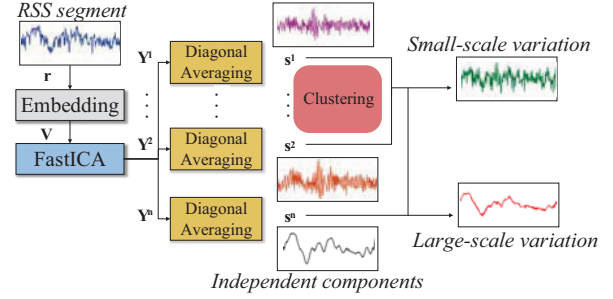 RSS segment
r
Embedding
V
FastICA
Y1
Diagonal
Averaging
s1
Clustering
Y2
Diagonal
Averaging
s2
Yn
Diagonal
Averaging
sn
Independent components
Small-scale variation
Large-scale variation